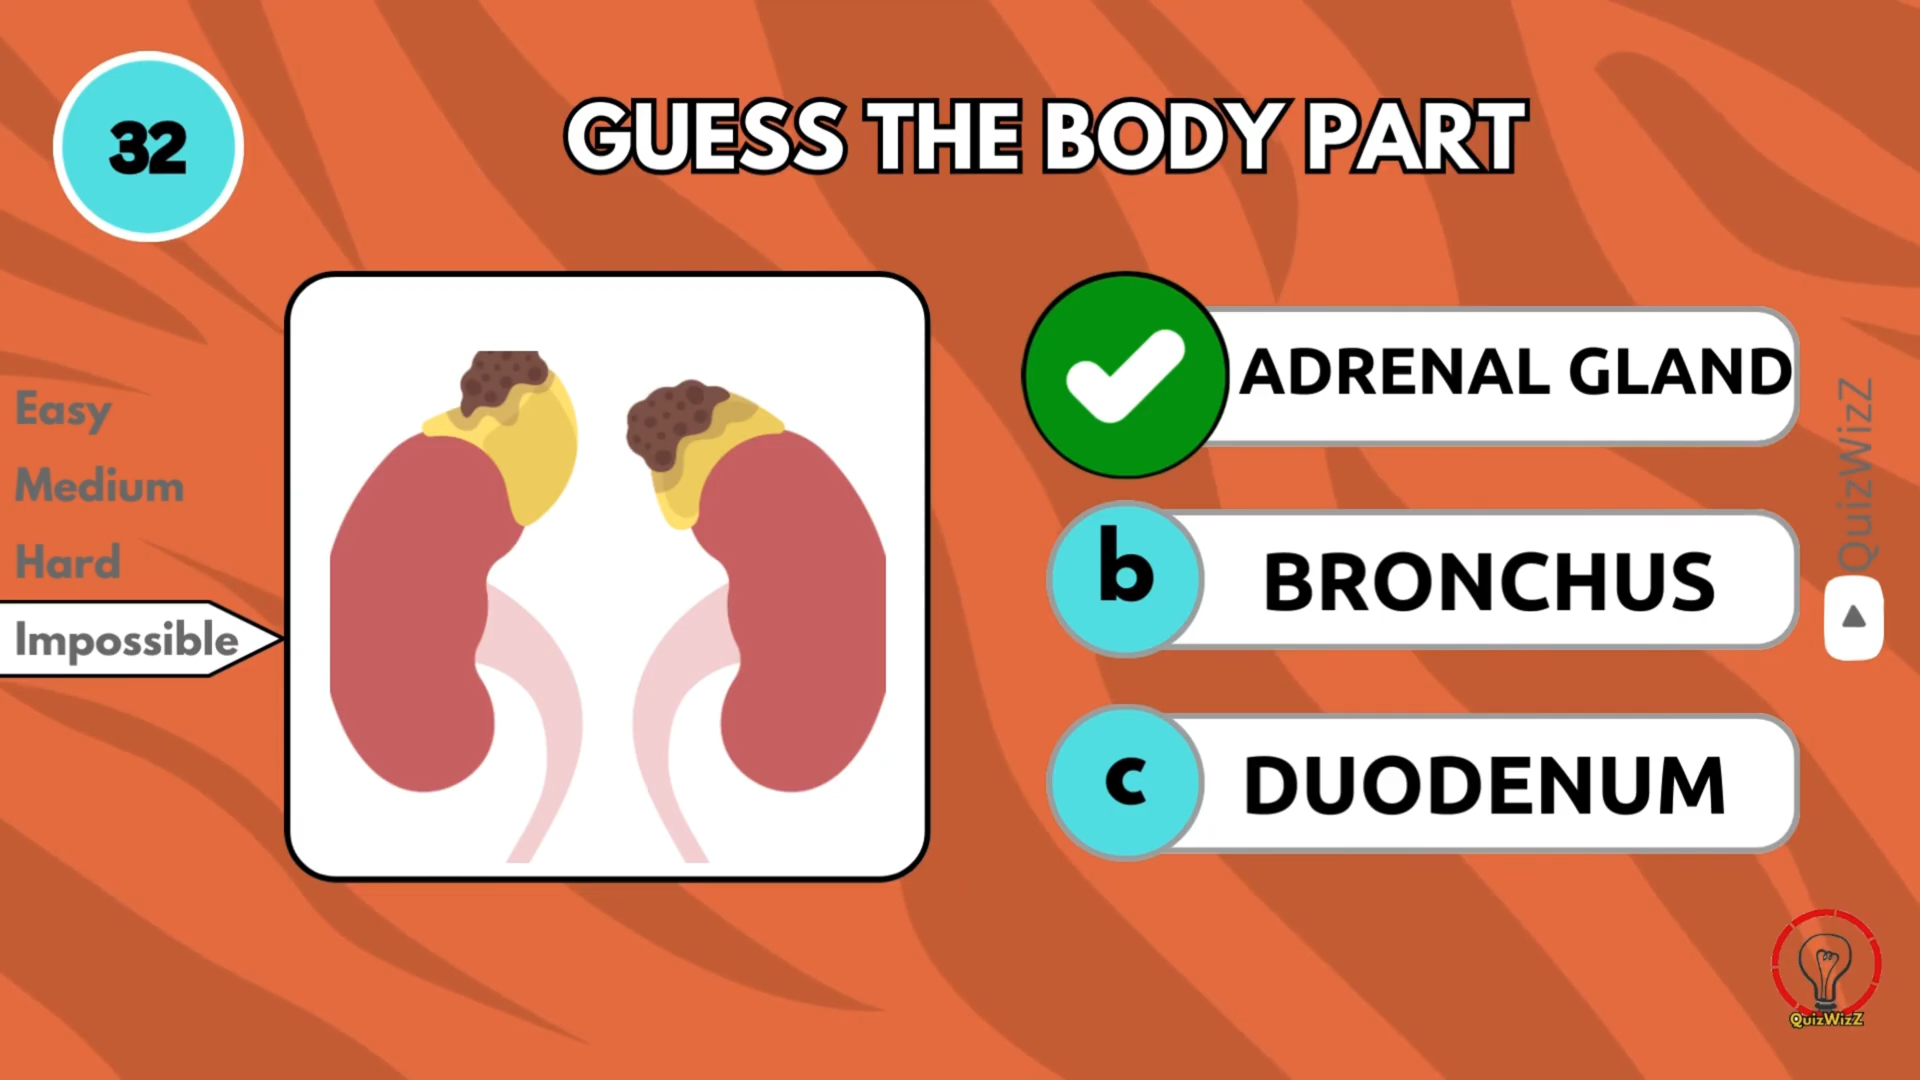 32
GUESS THE BODY PART
Easy
Medium
Hard
Impossible
ADRENAL GLAND
b
BRONCHUS
c
DUODENUM
QuizWizZ
QuizWizZ